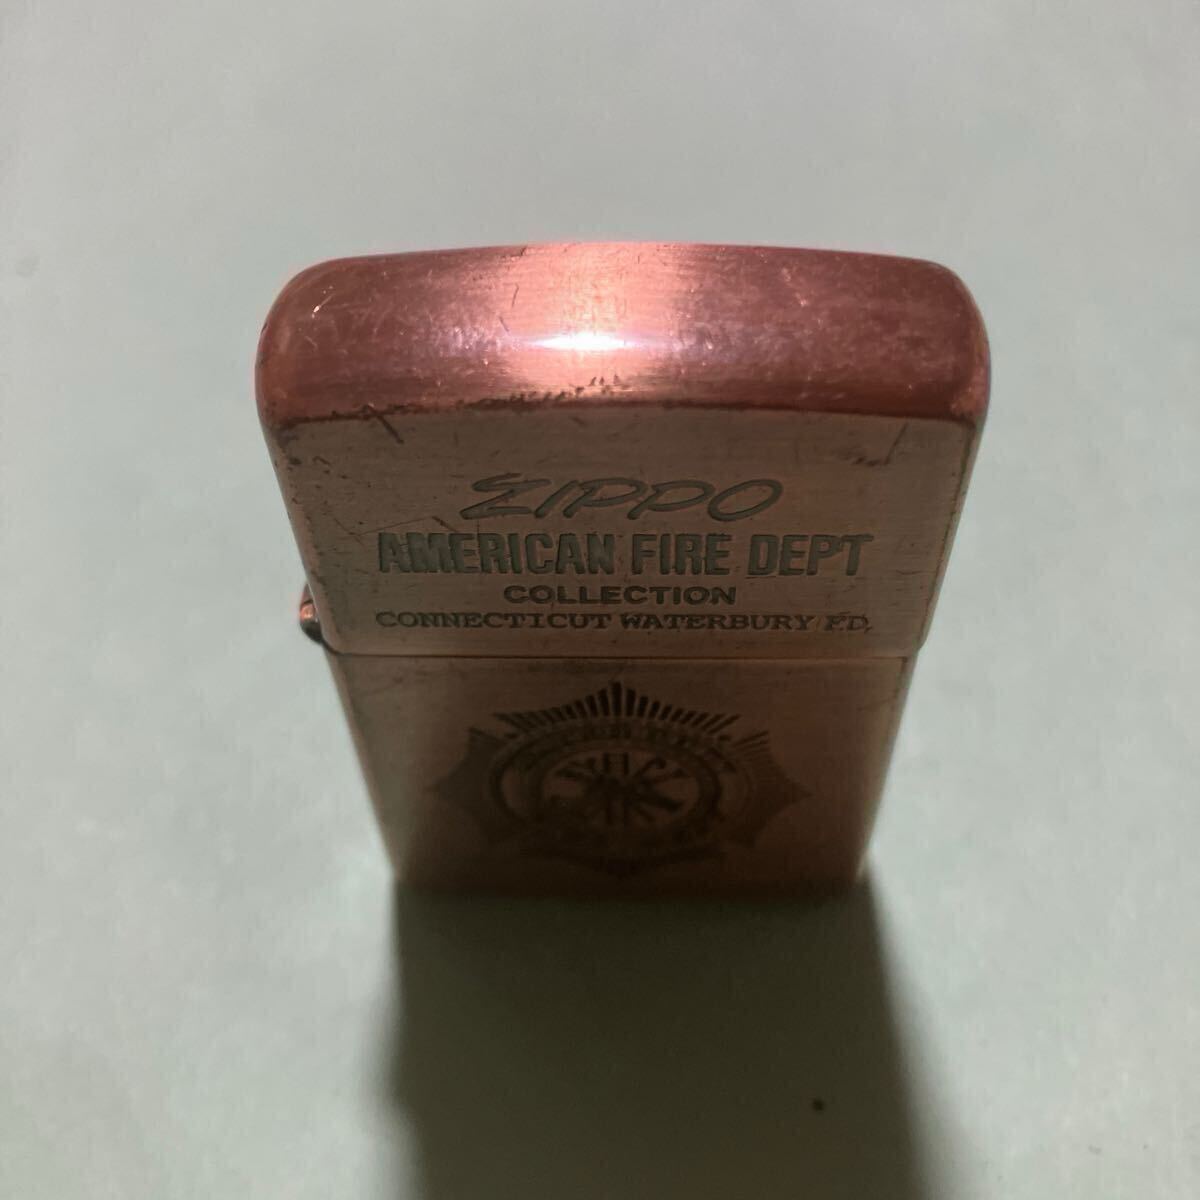 ZIPPO
AMERICAN FIRE DEPT
COLLECTION
CONNECTICUT WATERBURY FD.